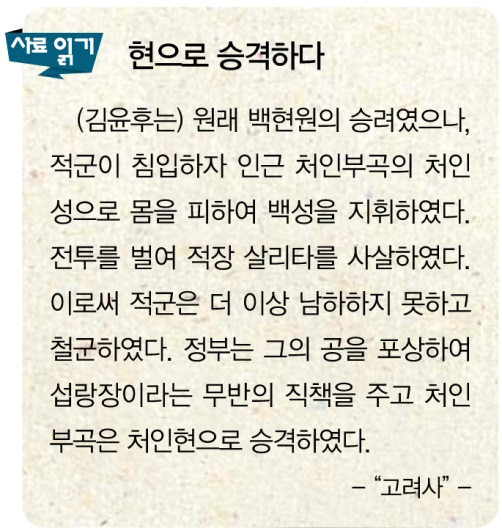 사료 읽기
현으로 승격하다
(김윤후는) 원래 백현원의 승려였으나,
적군이 침입하자 인근 처인부곡의 처인
성으로 몸을 피하여 백성을 지휘하였다.
전투를 벌여 적장 살리타를 사살하였다.
이로써 적군은 더 이상 남하하지 못하고
철군하였다. 정부는 그의 공을 포상하여
섭랑장이라는 무반의 직책을 주고 처인
부곡은 처인현으로 승격하였다.
– “고려사” –